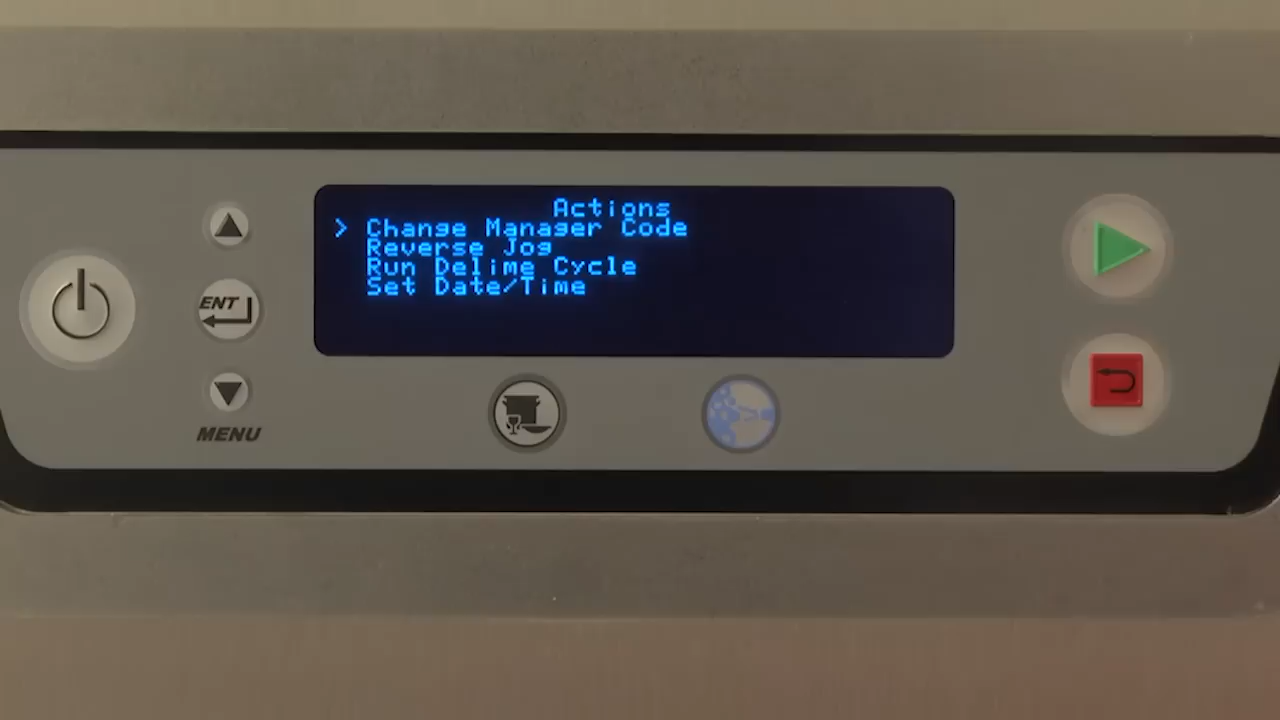 Actions
> Change Manager Code
Reverse Jog
Run Delime Cycle
Set Date/Time
ENT
MENU